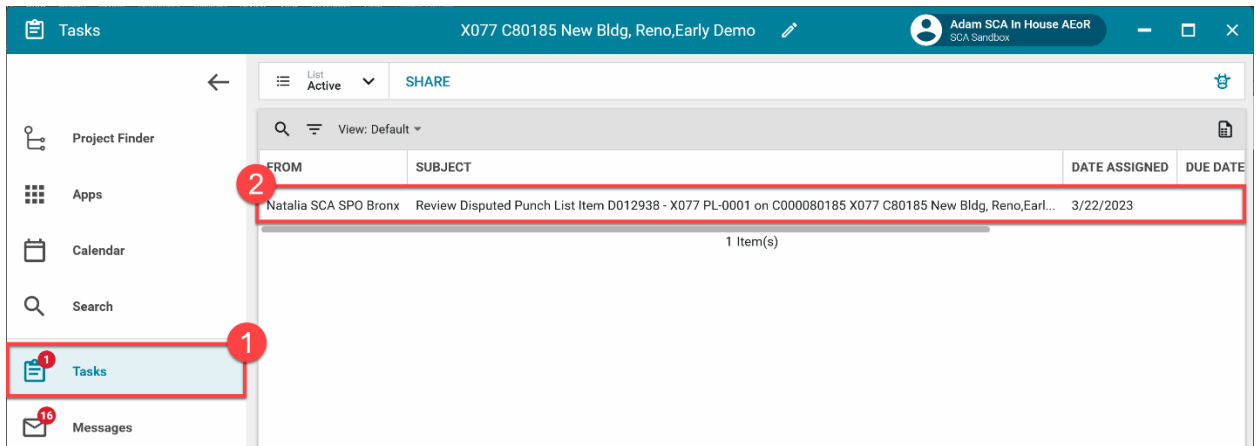 Tasks
X077 C80185 New Bldg, Reno,Early Demo
Adam SCA In House AEoR
SCA Sandbox
List
Active
SHARE
Project Finder
View: Default
Apps
FROM SUBJECT DATE ASSIGNED DUE DATE
2
Natalia SCA SPO Bronx Review Disputed Punch List Item D012938 - X077 PL-0001 on C000080185 X077 C80185 New Bldg, Reno,Earl... 3/22/2023
1 Item(s)
Calendar
Search
1
1
Tasks
16
Messages